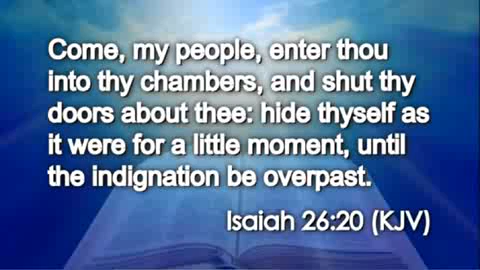 Come, my people, enter thou
into thy chambers, and shut thy
doors about thee: hide thyself as
it were for a little moment, until
the indignation be overpast.
Isaiah 26:20 (KJV)